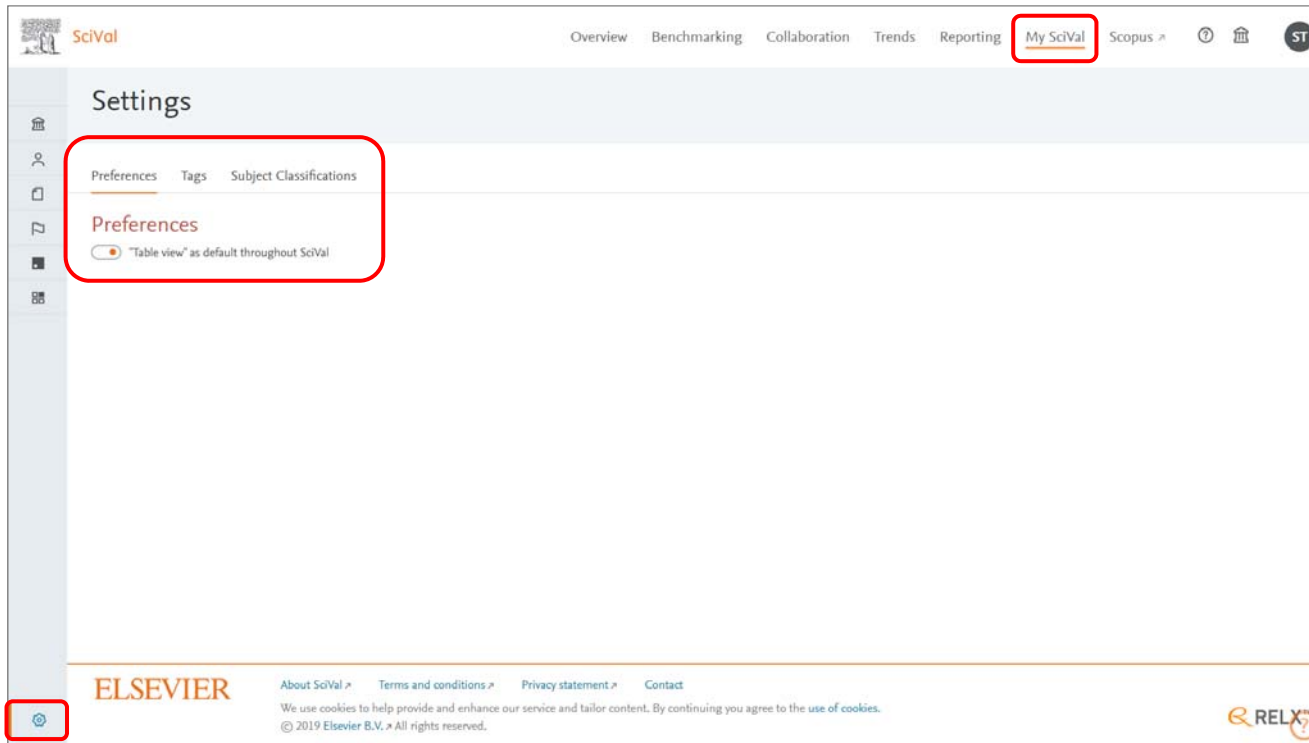 SciVal
Overview Benchmarking Collaboration Trends Reporting My SciVal Scopus ↗ ST
Settings
Preferences Tags Subject Classifications
Preferences
"Table view" as default throughout SciVal
ELSEVIER
About SciVal ↗ Terms and conditions ↗ Privacy statement ↗ Contact
We use cookies to help provide and enhance our service and tailor content. By continuing you agree to the use of cookies.
© 2019 Elsevier B.V. ↗ All rights reserved.
RELX